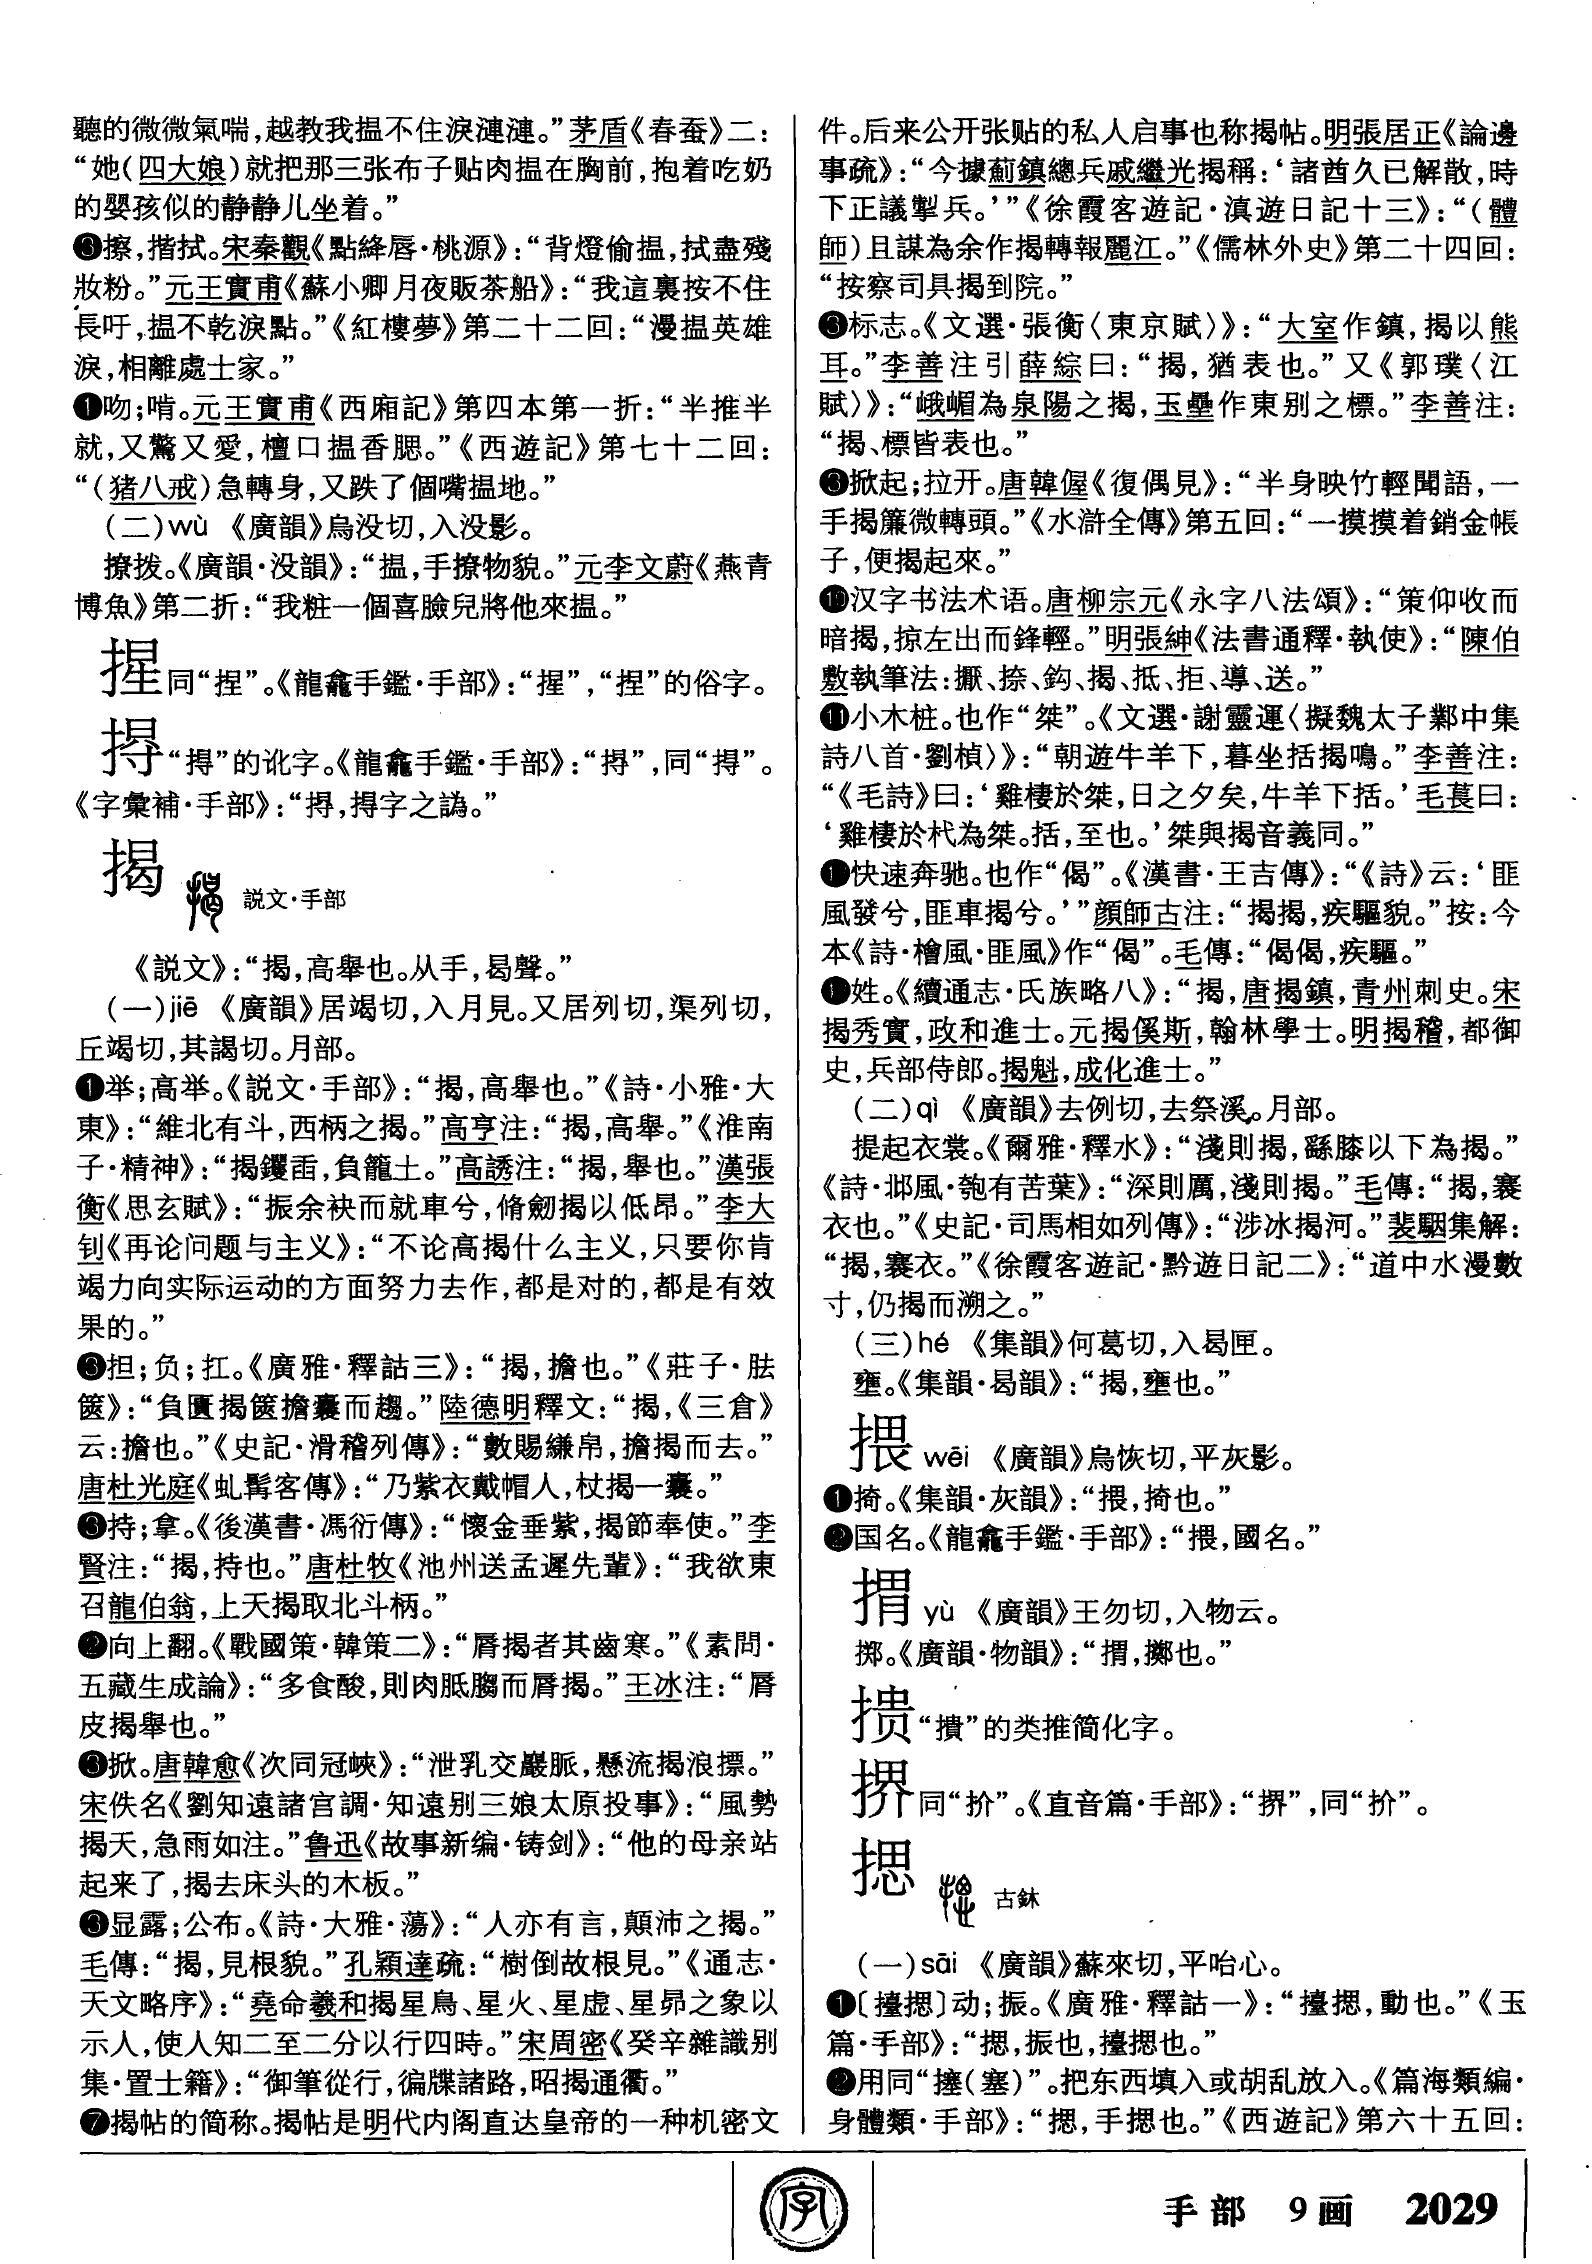 聽的微微氣喘,越教我揾不住淚漣漣。”茅盾《春蚕》二:
“她(四大娘)就把那三张布子贴肉揾在胸前,抱着吃奶
的婴孩似的静静儿坐着。”
❸擦,揩拭。宋秦觀《點絳唇·桃源》:“背燈偷揾,拭盡殘
妝粉。”元王實甫《蘇小卿月夜販茶船》:“我這裏按不住
長吁,揾不乾淚點。”《紅樓夢》第二十二回:“漫揾英雄
淚,相離處士家。”
❶吻;啃。元王實甫《西廂記》第四本第一折:“半推半
就,又驚又愛,檀口揾香腮。”《西遊記》第七十二回:
“(猪八戒)急轉身,又跌了個嘴揾地。”
(二)wù 《廣韻》烏没切,入没影。
撩拨。《廣韻·没韻》:“揾,手撩物貌。”元李文蔚《燕青
博魚》第二折:“我粧一個喜臉兒將他來揾。”
揑同“捏”。《龍龕手鑑·手部》:“揑”,“捏”的俗字。
㝵“㝵”的讹字。《龍龕手鑑·手部》:“”,同“”。
《字彙補·手部》:“,字之譌。”
揭 説文·手部
《説文》:“揭,高舉也。从手,曷聲。”
(一)jiē 《廣韻》居竭切,入月見。又居列切,渠列切,
丘竭切,其謁切。月部。
❶举;高举。《説文·手部》:“揭,高舉也。”《詩·小雅·大
東》:“維北有斗,西柄之揭。”高亨注:“揭,高舉。”《淮南
子·精神》:“揭钁臿,負籠土。”高誘注:“揭,舉也。”漢張
衡《思玄賦》:“振余袂而就車兮,脩劒揭以低昂。”李大
钊《再论问题与主义》:“不论高揭什么主义,只要你肯
竭力向实际运动的方面努力去作,都是对的,都是有效
果的。”
❸担;负;扛。《廣雅·釋詁三》:“揭,擔也。”《莊子·胠
篋》:“負匱揭篋擔囊而趨。”陸德明釋文:“揭,《三倉》
云:擔也。”《史記·滑稽列傳》:“數賜縑帛,擔揭而去。”
唐杜光庭《虬髯客傳》:“乃紫衣戴帽人,杖揭一囊。”
❸持;拿。《後漢書·馮衍傳》:“懷金垂紫,揭節奉使。”李
賢注:“揭,持也。”唐杜牧《池州送孟遲先輩》:“我欲東
召龍伯翁,上天揭取北斗柄。”
❷向上翻。《戰國策·韓策二》:“脣揭者其齒寒。”《素問·
五藏生成論》:“多食酸,則肉胝䐢而脣揭。”王冰注:“脣
皮揭舉也。”
❸掀。唐韓愈《次同冠峽》:“泄乳交巖脈,懸流揭浪摽。”
宋佚名《劉知遠諸宫調·知遠别三娘太原投事》:“風勢
揭天,急雨如注。”鲁迅《故事新编·铸剑》:“他的母亲站
起来了,揭去床头的木板。”
❸显露;公布。《詩·大雅·蕩》:“人亦有言,顛沛之揭。”
毛傳:“揭,見根貌。”孔穎達疏:“樹倒故根見。”《通志·
天文略序》:“堯命羲和揭星鳥、星火、星虚、星昴之象以
示人,使人知二至二分以行四時。”宋周密《癸辛雜識别
集·置士籍》:“御筆從行,徧牒諸路,昭揭通衢。”
❼揭帖的简称。揭帖是明代内阁直达皇帝的一种机密文
件。后来公开张贴的私人启事也称揭帖。明張居正《論邊
事疏》:“今據薊鎮總兵戚繼光揭稱:‘諸酋久已解散,時
下正議掣兵。’”《徐霞客遊記·滇遊日記十三》:“(體
師)且謀為余作揭轉報麗江。”《儒林外史》第二十四回:
“按察司具揭到院。”
❸标志。《文選·張衡〈東京賦〉》:“大室作鎮,揭以熊
耳。”李善注引薛綜曰:“揭,猶表也。”又《郭璞〈江
賦〉》:“峨嵋為泉陽之揭,玉壘作東别之標。”李善注:
“揭、標皆表也。”
❸掀起;拉开。唐韓偓《復偶見》:“半身映竹輕聞語,一
手揭簾微轉頭。”《水滸全傳》第五回:“一摸摸着銷金帳
子,便揭起來。”
❿汉字书法术语。唐柳宗元《永字八法頌》:“策仰收而
暗揭,掠左出而鋒輕。”明張紳《法書通釋·執使》:“陳伯
敷執筆法:擫、捺、鈎、揭、抵、拒、導、送。”
⓫小木桩。也作“桀”。《文選·謝靈運〈擬魏太子鄴中集
詩八首·劉楨〉》:“朝遊牛羊下,暮坐括揭鳴。”李善注:
“《毛詩》曰:‘雞棲於桀,日之夕矣,牛羊下括。’毛萇曰:
‘雞棲於杙為桀。括,至也。’桀與揭音義同。”
❶快速奔驰。也作“偈”。《漢書·王吉傳》:“《詩》云:‘匪
風發兮,匪車揭兮。’”顔師古注:“揭揭,疾驅貌。”按:今
本《詩·檜風·匪風》作“偈”。毛傳:“偈偈,疾驅。”
❶姓。《續通志·氏族略八》:“揭,唐揭鎮,青州刺史。宋
揭秀實,政和進士。元揭傒斯,翰林學士。明揭稽,都御
史,兵部侍郎。揭魁,成化進士。”
(二)qì 《廣韻》去例切,去祭溪。月部。
提起衣裳。《爾雅·釋水》:“淺則揭,繇膝以下為揭。”
《詩·邶風·匏有苦葉》:“深則厲,淺則揭。”毛傳:“揭,褰
衣也。”《史記·司馬相如列傳》:“涉冰揭河。”裴駰集解:
“揭,褰衣。”《徐霞客遊記·黔遊日記二》:“道中水漫數
寸,仍揭而溯之。”
(三)hé 《集韻》何葛切,入曷匣。
壅。《集韻·曷韻》:“揭,壅也。”
揋 wēi 《廣韻》烏恢切,平灰影。
❶掎。《集韻·灰韻》:“揋,掎也。”
❷国名。《龍龕手鑑·手部》:“揋,國名。”
㨒 yù 《廣韻》王勿切,入物云。
掷。《廣韻·物韻》:“㨒,擲也。”
𰔭“撌”的类推简化字。
㨟同“扴”。《直音篇·手部》:“㨟”,同“扴”。
揌 古鉥
(一)sāi 《廣韻》蘇來切,平咍心。
❶〔擡揌〕动;振。《廣雅·釋詁一》:“擡揌,動也。”《玉
篇·手部》:“揌,振也,擡揌也。”
❷用同“㩙(塞)”。把东西填入或胡乱放入。《篇海類編·
身體類·手部》:“揌,手揌也。”《西遊記》第六十五回:
字
手部 9画 2029